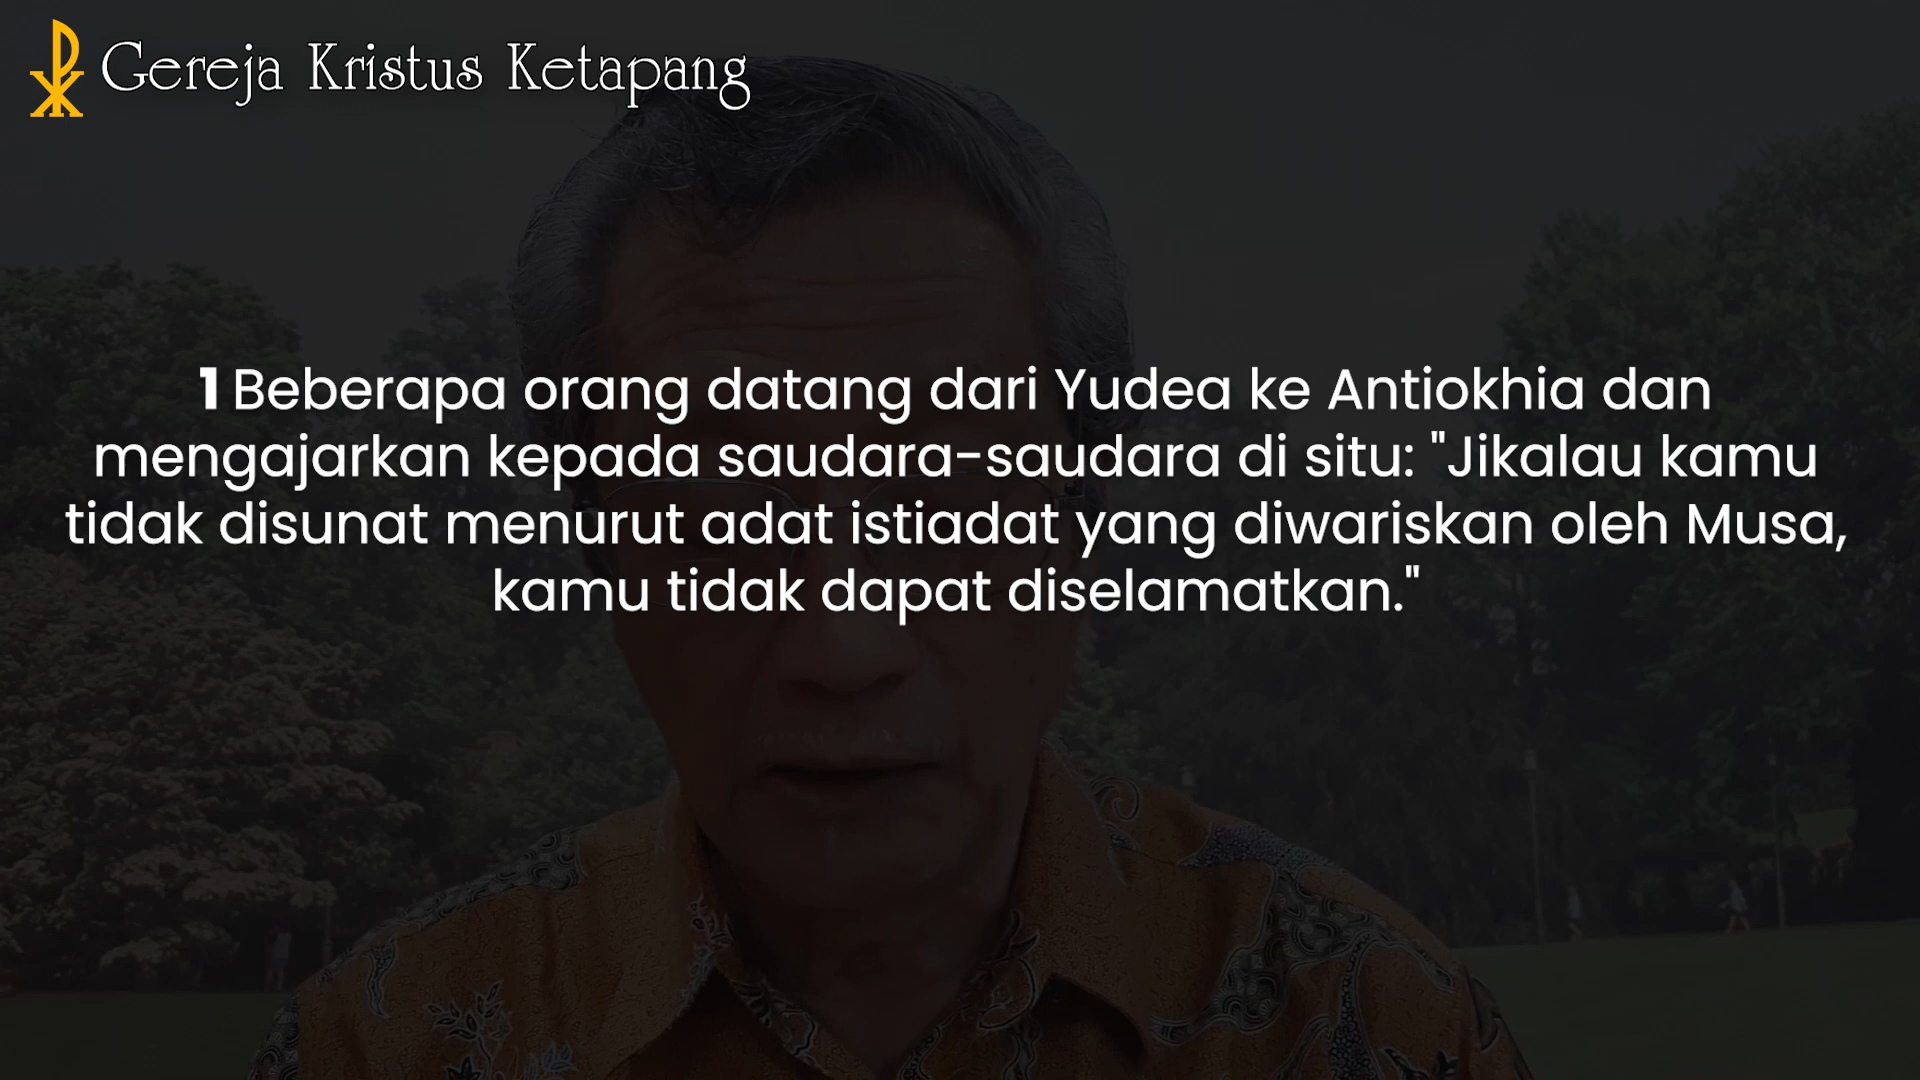 Gereja Kristus Ketapang
1 Beberapa orang datang dari Yudea ke Antiokhia dan
mengajarkan kepada saudara-saudara di situ: "Jikalau kamu
tidak disunat menurut adat istiadat yang diwariskan oleh Musa,
kamu tidak dapat diselamatkan."